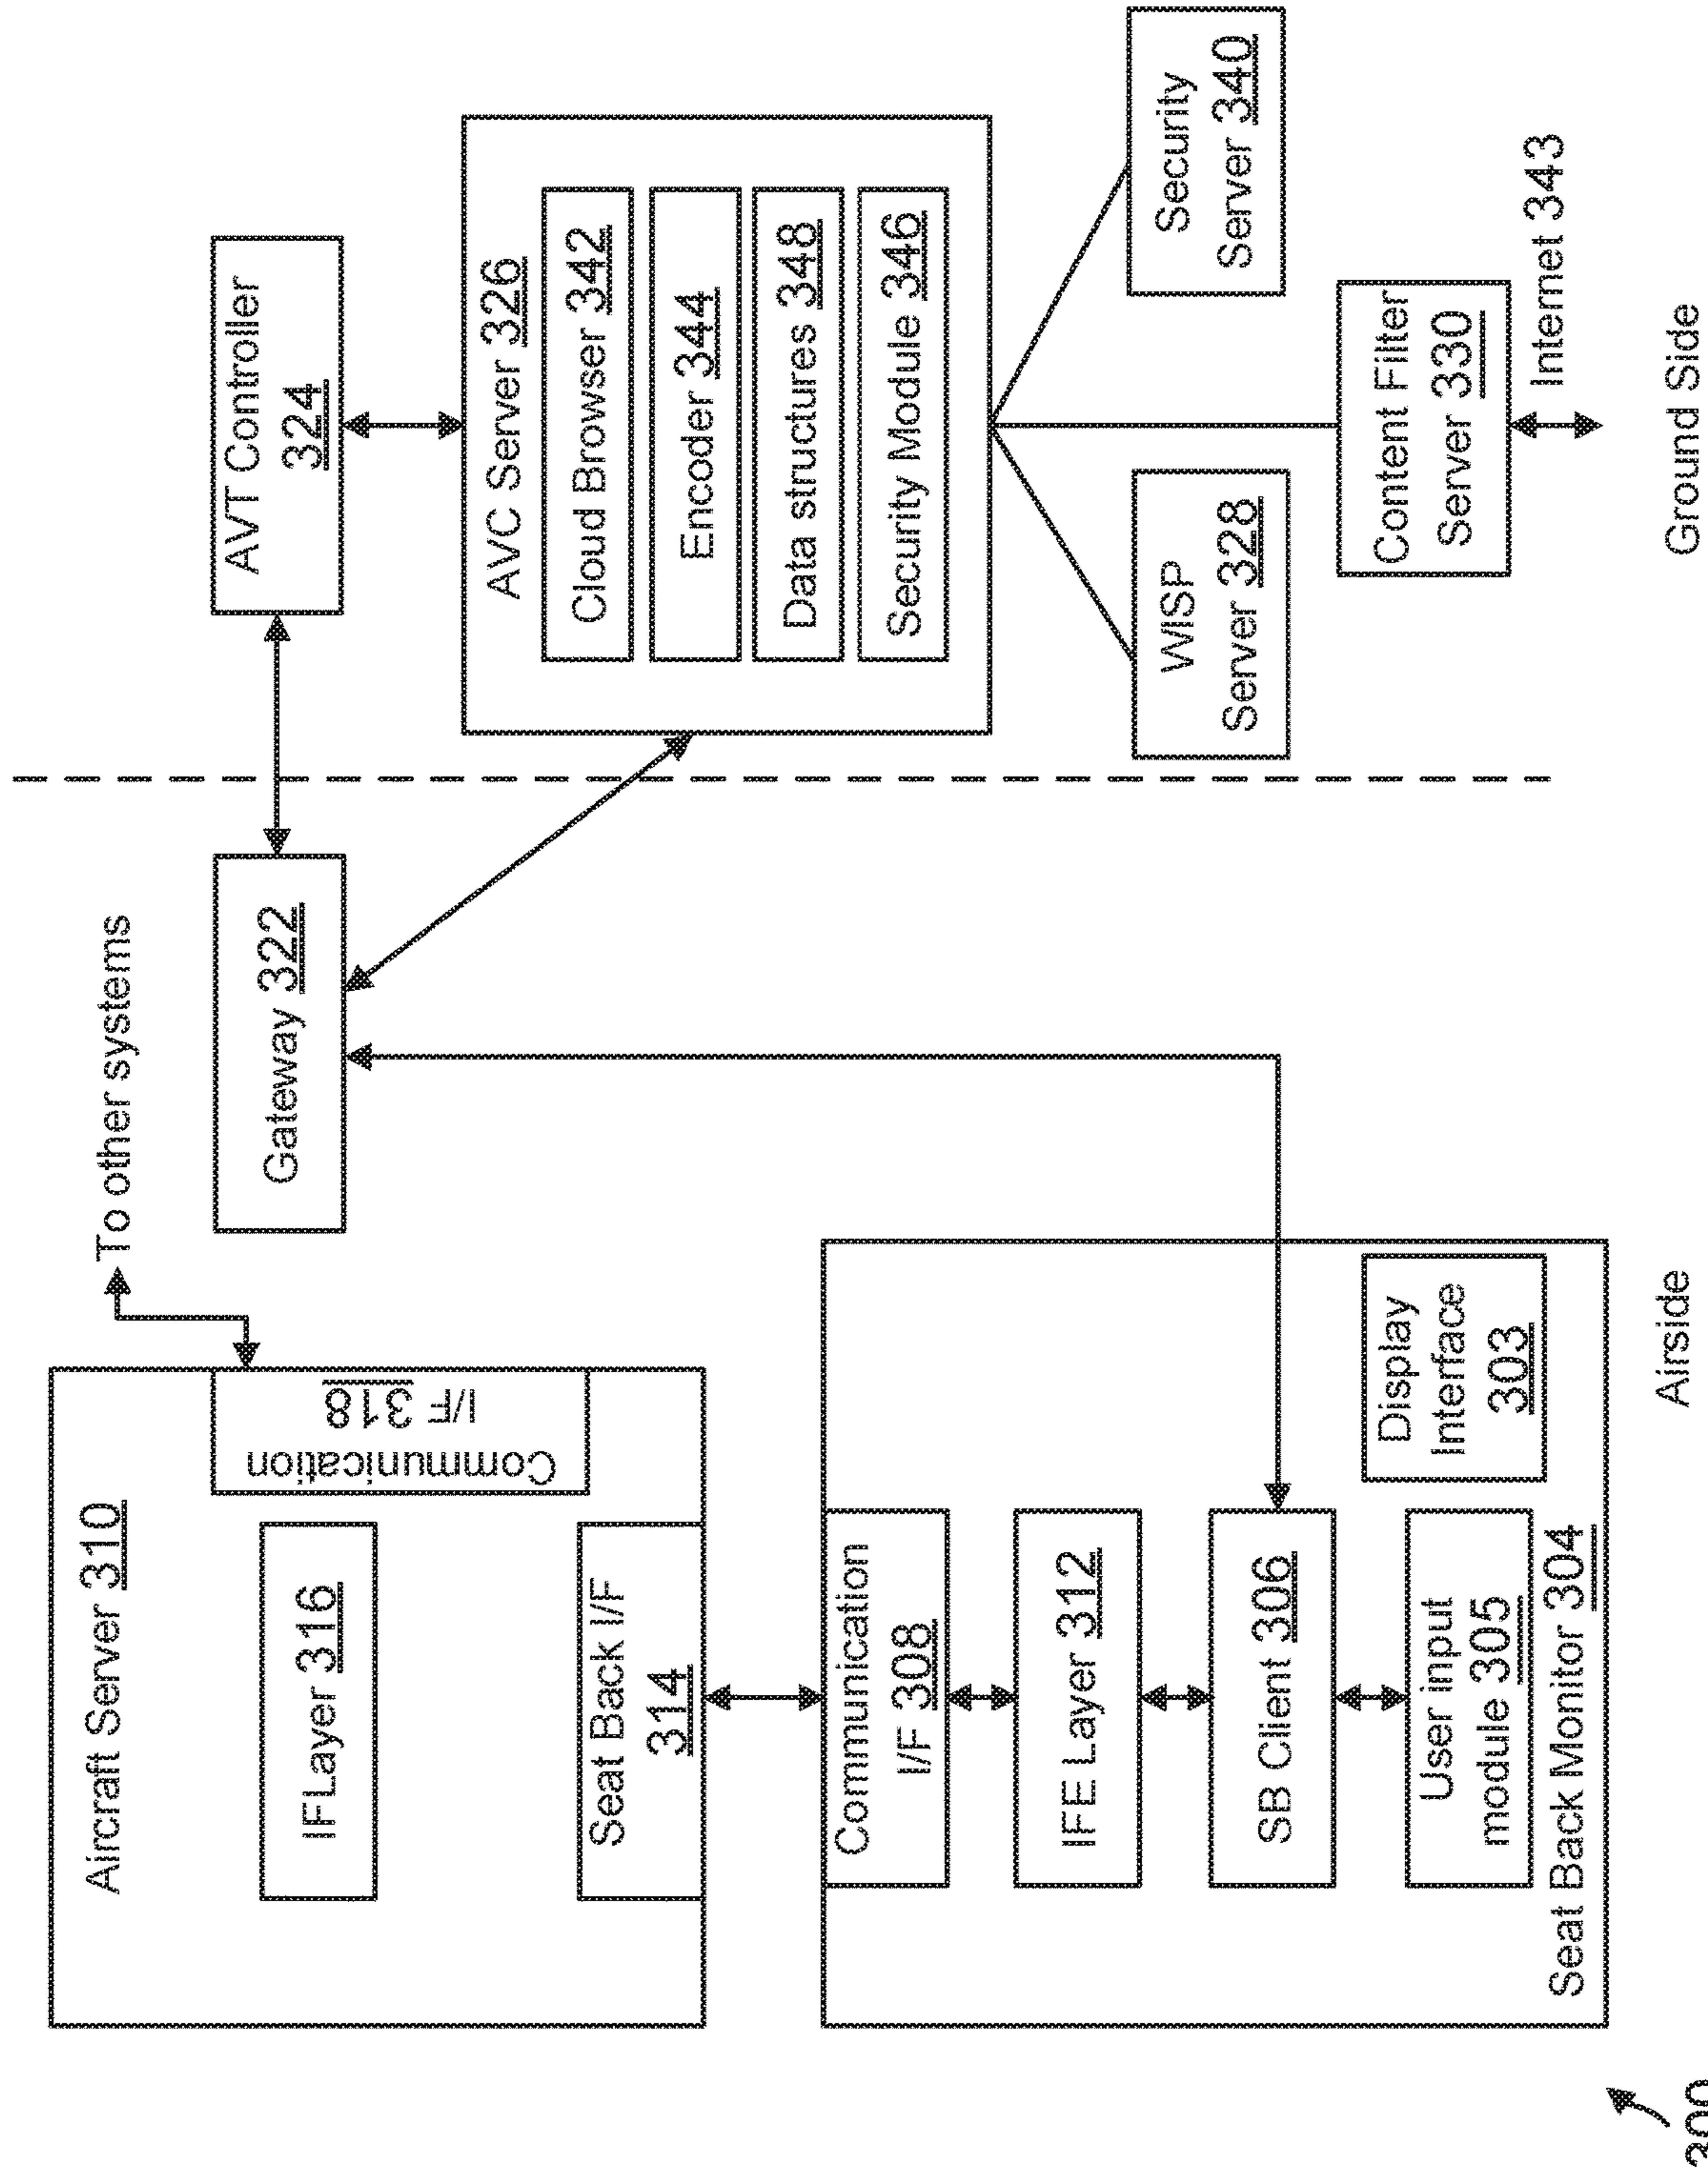 Aircraft Server 310
IFLayer 316
Communication
I/F 318
Seat Back I/F
314
To other systems
Gateway 322
Communication
I/F 308
IFE Layer 312
SB Client 306
User input
module 305
Display
Interface
303
Seat Back Monitor 304
Airside
AVT Controller
324
AVC Server 326
Cloud Browser 342
Encoder 344
Data structures 348
Security Module 346
WISP
Server 328
Security
Server 340
Content Filter
Server 330
Internet 343
Ground Side